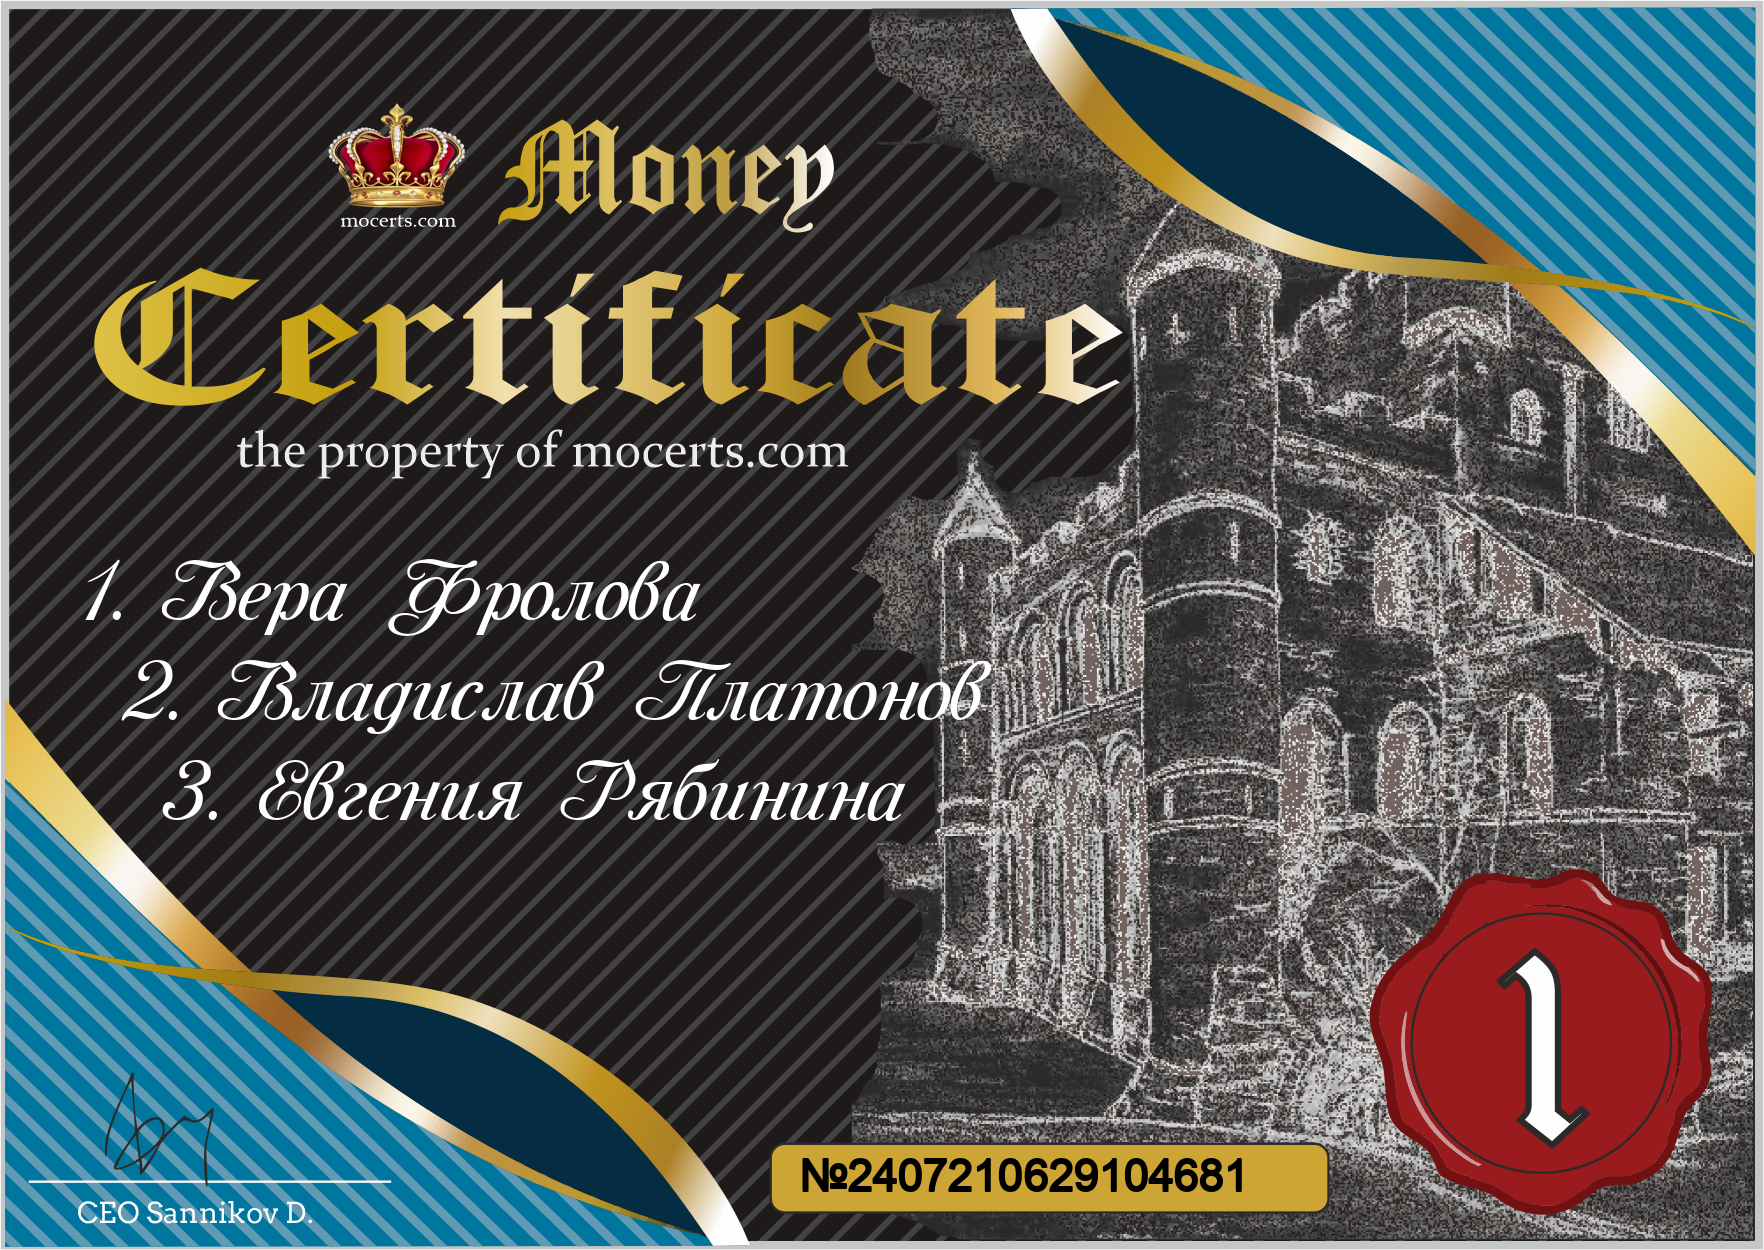 mocerts.com
Money
Certificate
the property of mocerts.com
1. Вера Фролова
2. Владислав Платонов
3. Евгения Рябинина
1
№2407210629104681
CEO Sannikov D.